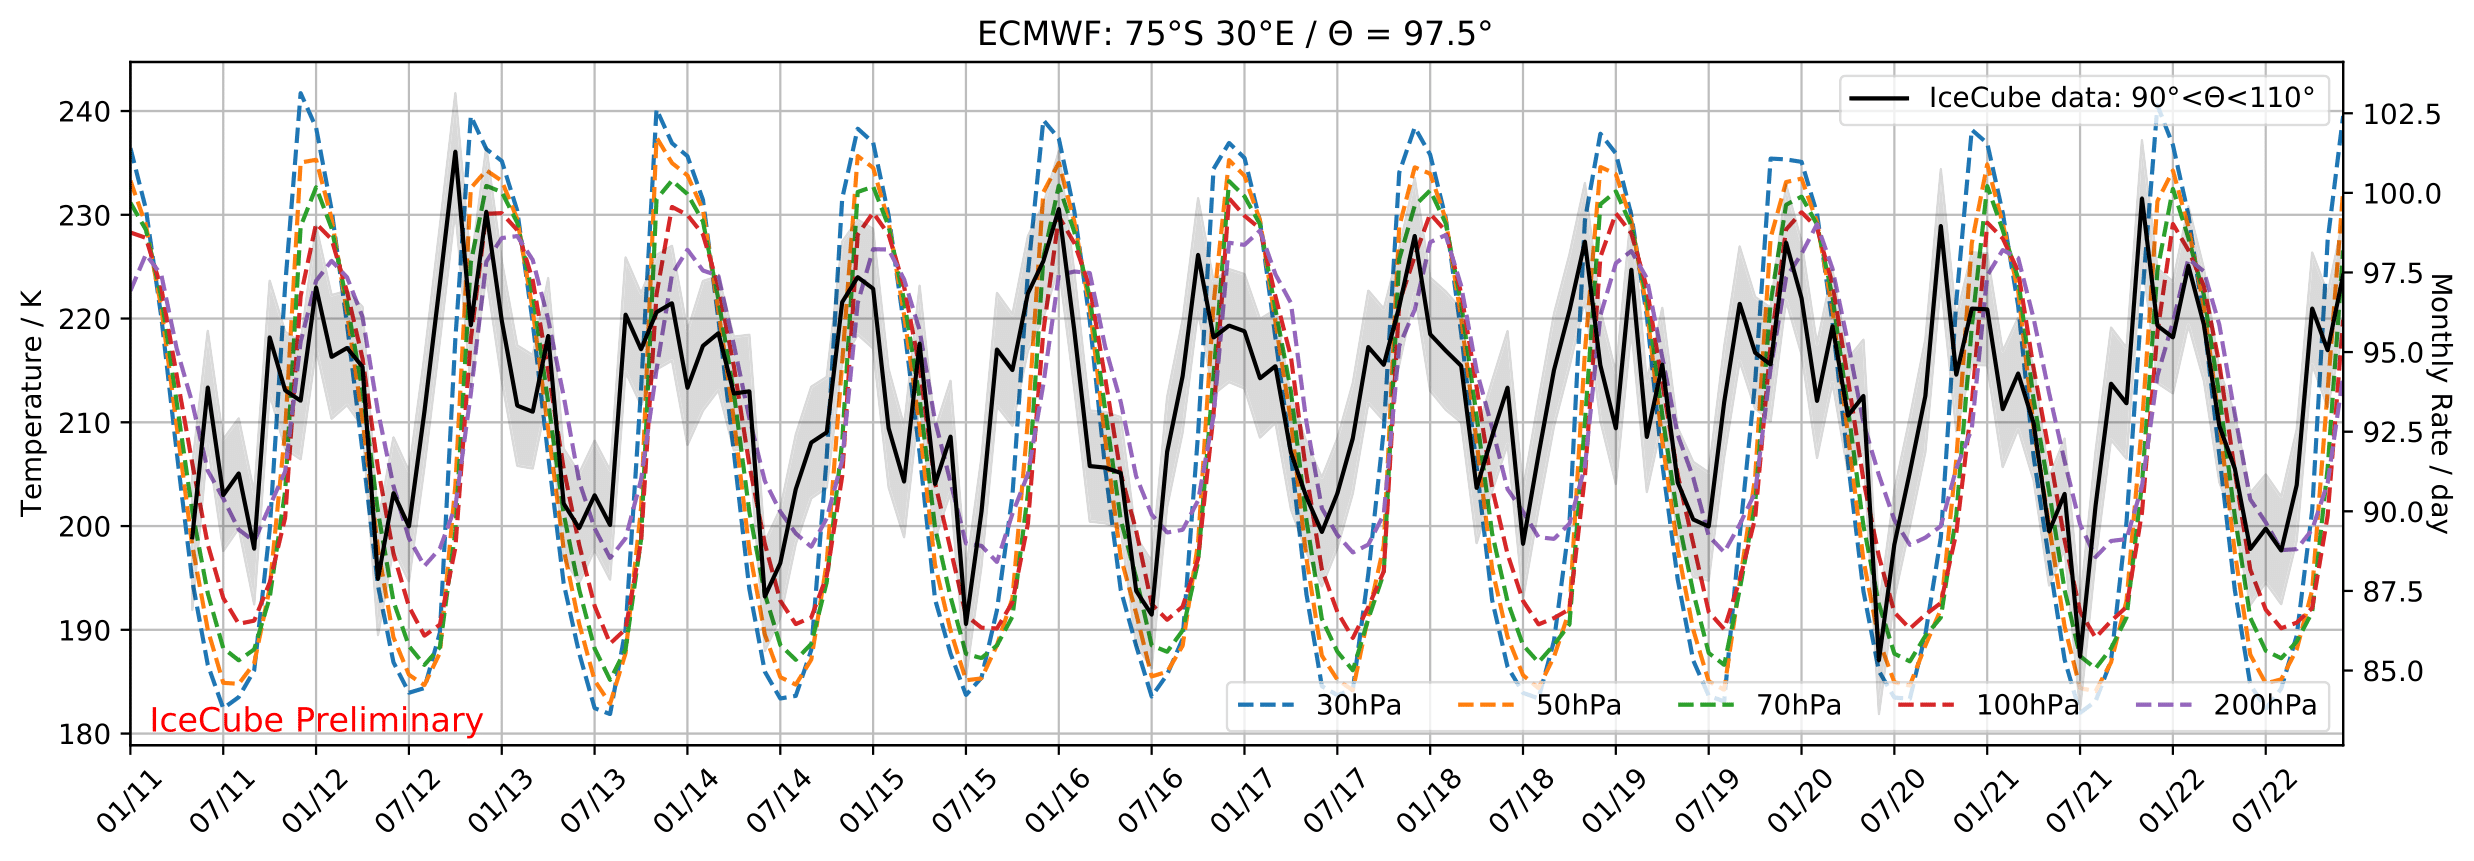 ECMWF: 75°S 30°E / Θ = 97.5°
IceCube data: 90°<Θ<110°
240
230
220
210
200
190
180
Temperature / K
102.5
100.0
97.5
95.0
92.5
90.0
87.5
85.0
Monthly Rate / day
IceCube Preliminary
30hPa 50hPa 70hPa 100hPa 200hPa
01/11 07/11 01/12 07/12 01/13 07/13 01/14 07/14 01/15 07/15 01/16 07/16 01/17 07/17 01/18 07/18 01/19 07/19 01/20 07/20 01/21 07/21 01/22 07/22